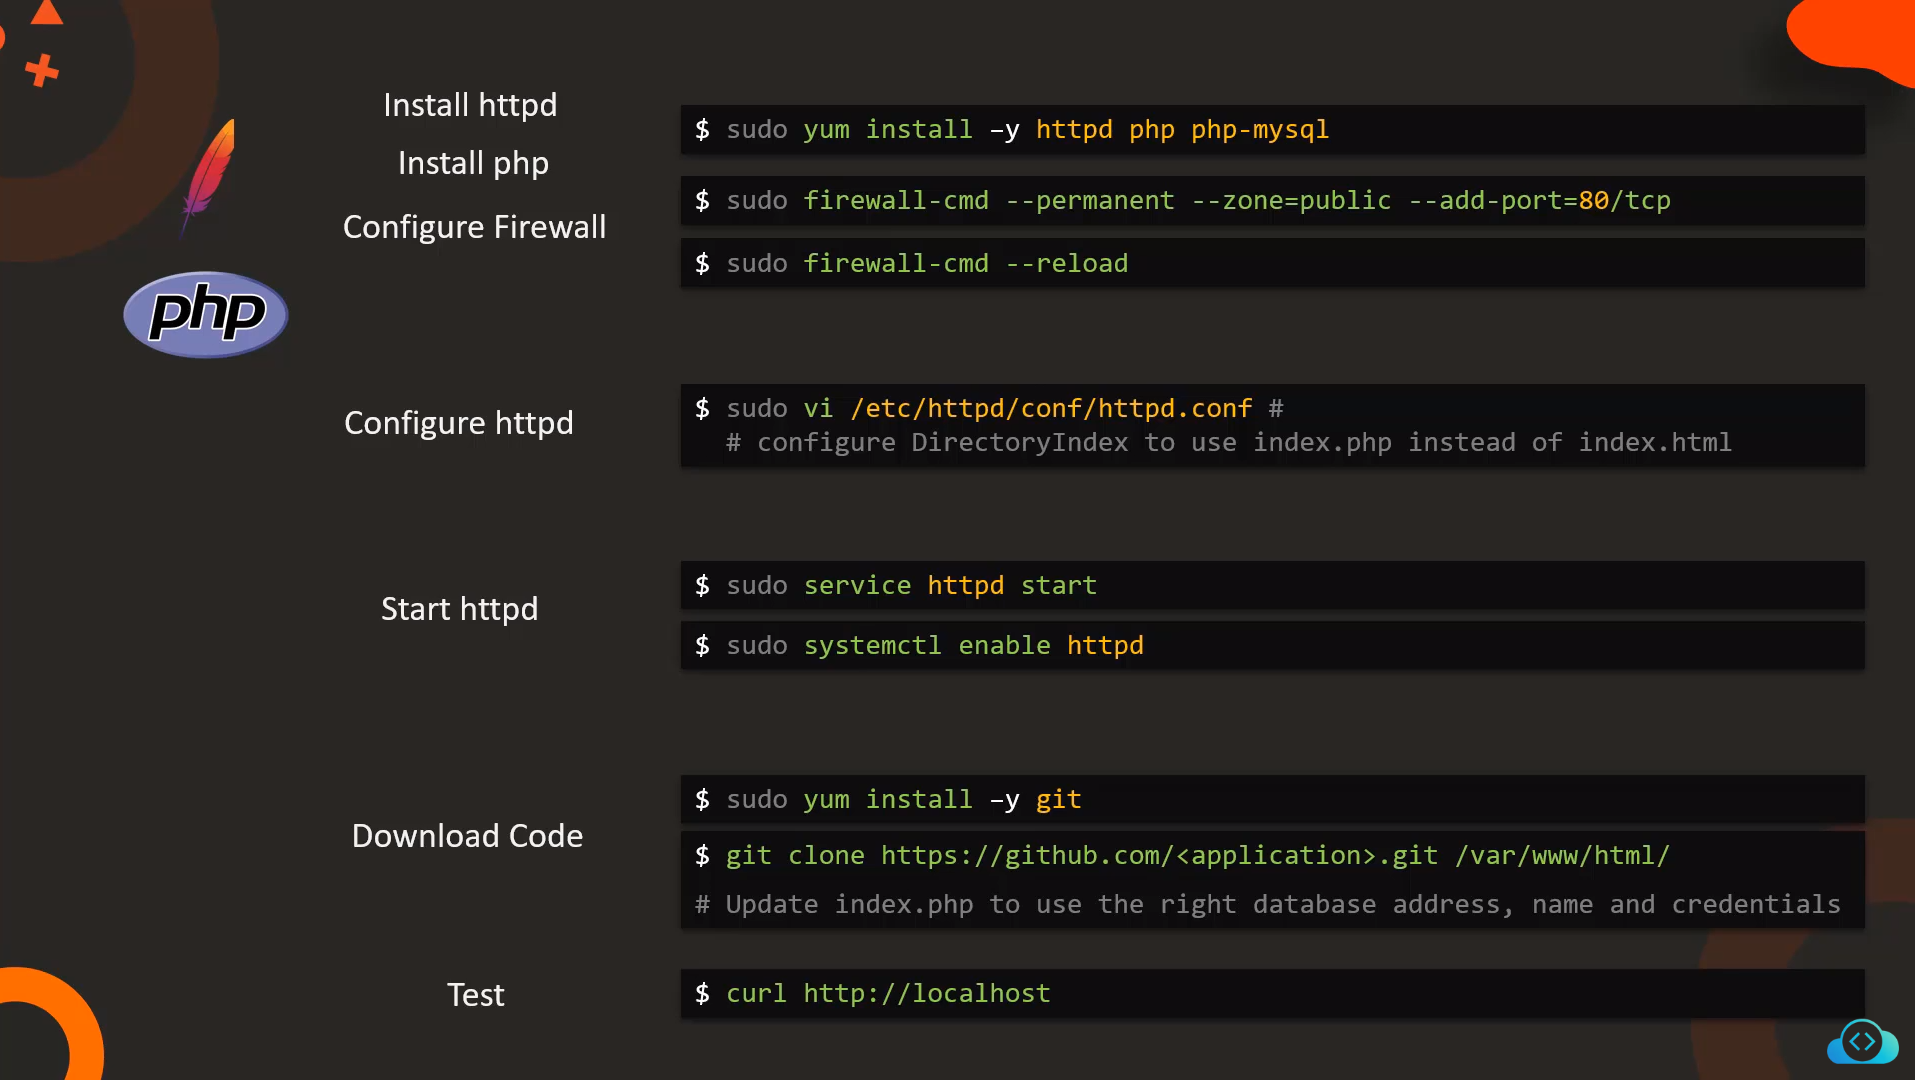 Install httpd
$ sudo yum install –y httpd php php-mysql
Install php
$ sudo firewall-cmd --permanent --zone=public --add-port=80/tcp
Configure Firewall
$ sudo firewall-cmd --reload
php
Configure httpd
$ sudo vi /etc/httpd/conf/httpd.conf #
# configure DirectoryIndex to use index.php instead of index.html
Start httpd
$ sudo service httpd start
$ sudo systemctl enable httpd
Download Code
$ sudo yum install –y git
$ git clone https://github.com/<application>.git /var/www/html/
# Update index.php to use the right database address, name and credentials
Test
$ curl http://localhost